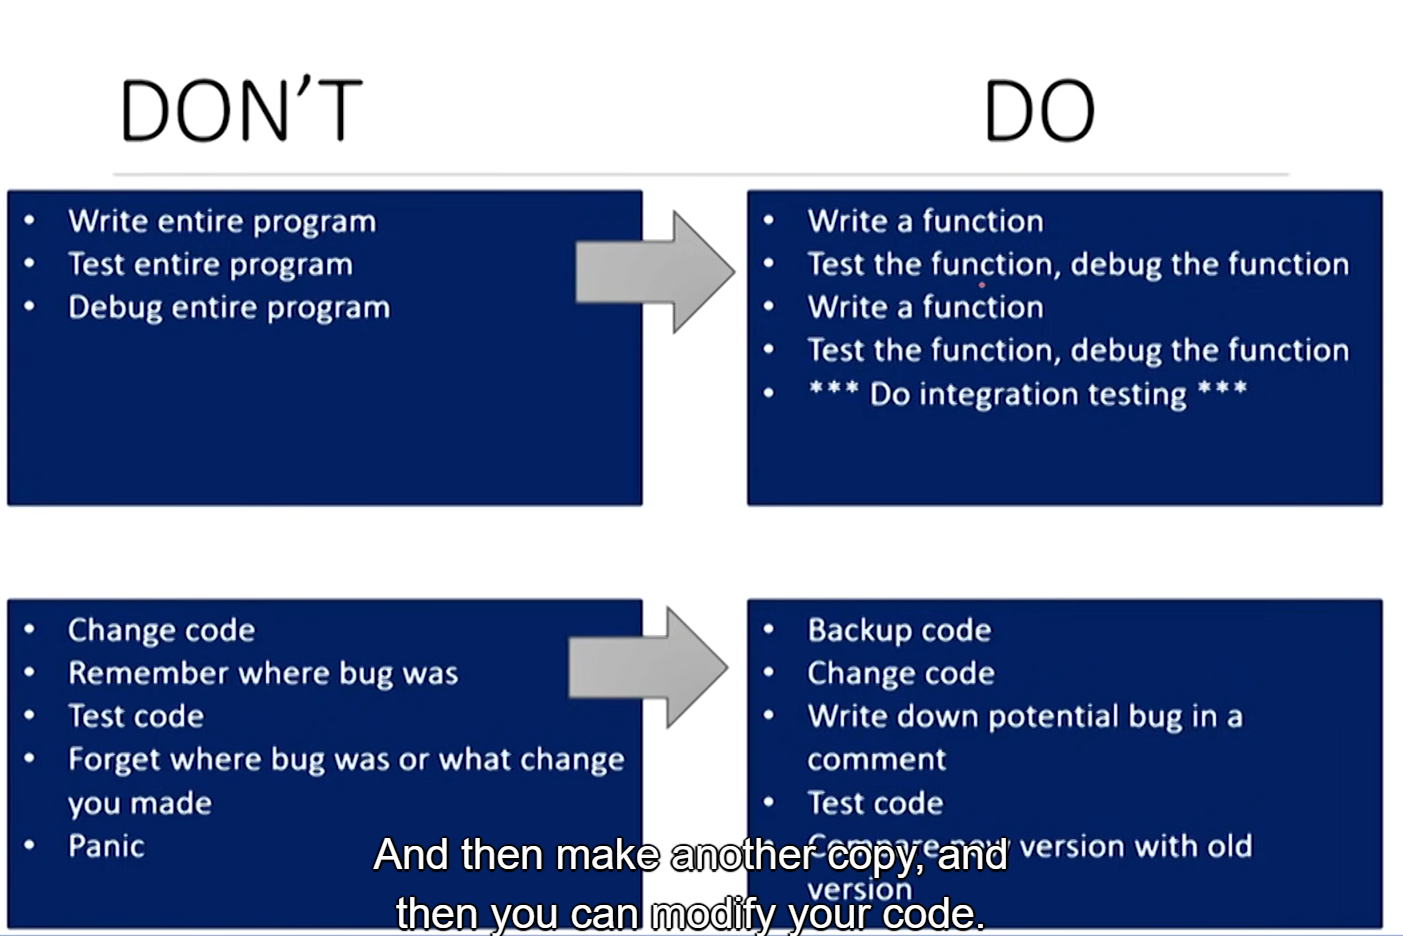 DON'T
DO
• Write entire program
• Test entire program
• Debug entire program
• Write a function
• Test the function, debug the function
• Write a function
• Test the function, debug the function
• *** Do integration testing ***
• Change code
• Remember where bug was
• Test code
• Forget where bug was or what change
you made
• Panic
• Backup code
• Change code
• Write down potential bug in a
comment
• Test code
• Compare new version with old
version
And then make another copy, and
then you can modify your code.